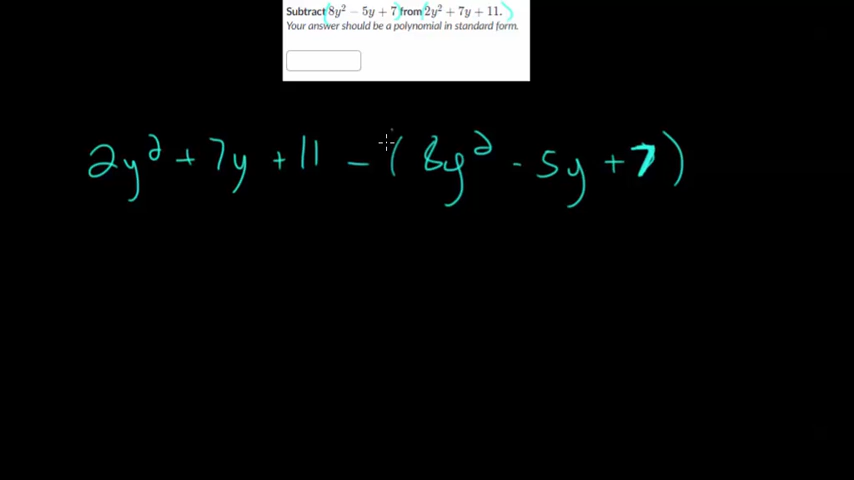 Subtract (8y² − 5y + 7) from (2y² + 7y + 11.)
Your answer should be a polynomial in standard form.
2y² + 7y + 11 - ( 8y² - 5y + 7 )